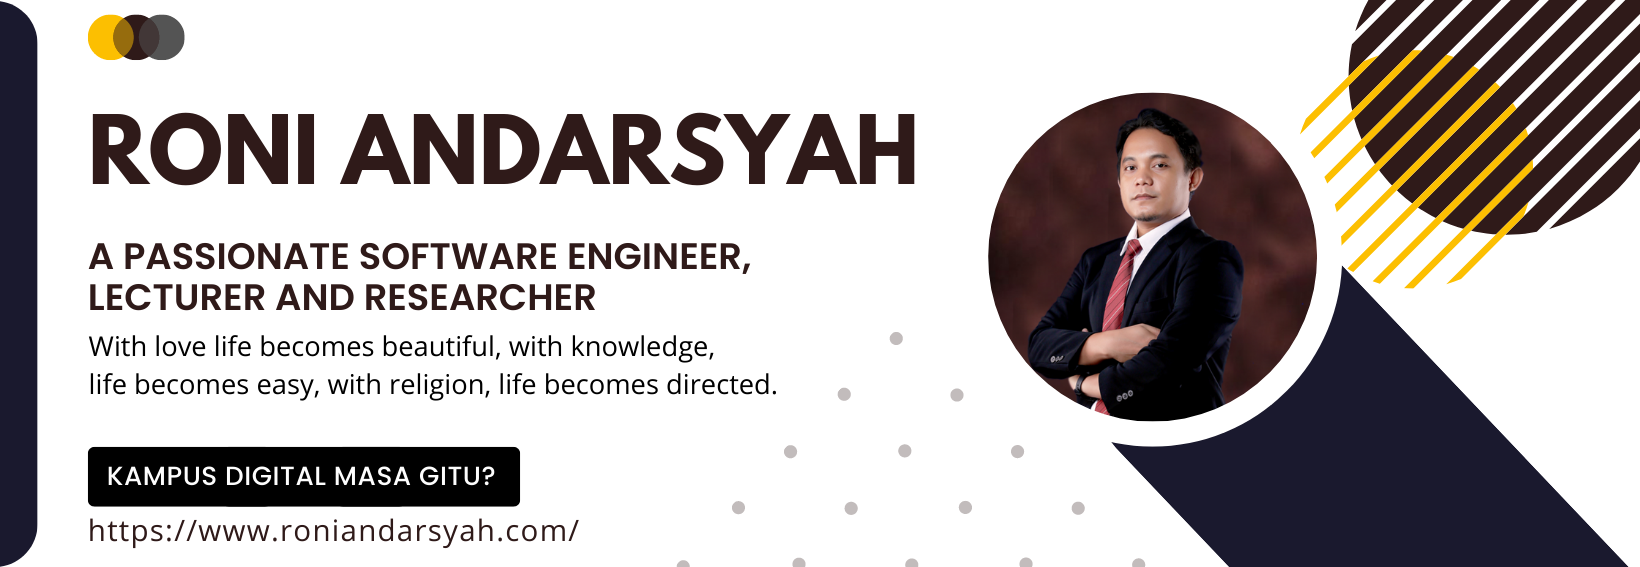 RONI ANDARSYAH
A PASSIONATE SOFTWARE ENGINEER,
LECTURER AND RESEARCHER
With love life becomes beautiful, with knowledge,
life becomes easy, with religion, life becomes directed.
KAMPUS DIGITAL MASA GITU?
https://www.roniandarsyah.com/